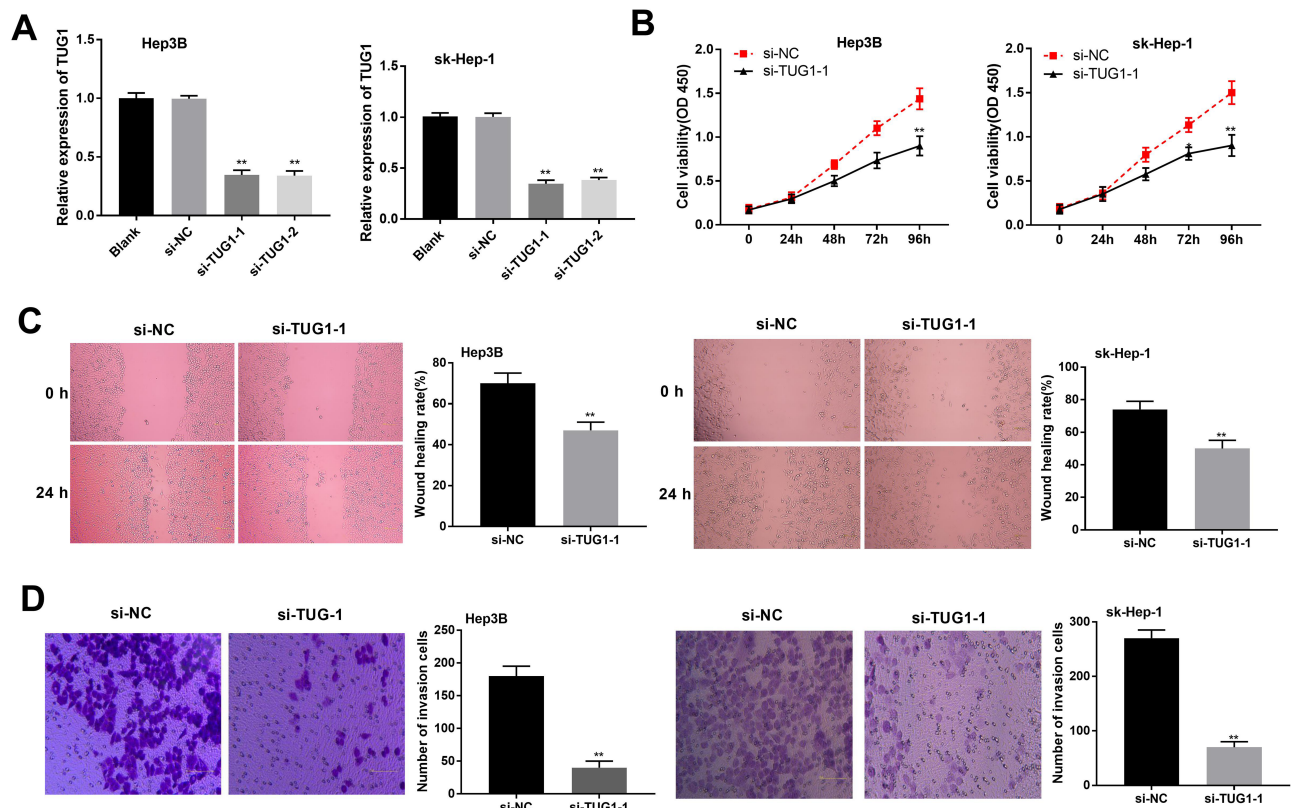 A
Hep3B
Relative expression of TUG1
1.5
1.0
0.5
0.0
**
**
Blank
si-NC
si-TUG1-1
si-TUG1-2
sk-Hep-1
Relative expression of TUG1
1.5
1.0
0.5
0.0
**
**
Blank
si-NC
si-TUG1-1
si-TUG1-2
B
Hep3B
si-NC
si-TUG1-1
Cell viability(OD 450)
2.0
1.5
1.0
0.5
0.0
**
0 24h 48h 72h 96h
sk-Hep-1
si-NC
si-TUG1-1
Cell viability(OD 450)
2.0
1.5
1.0
0.5
0.0
*
**
0 24h 48h 72h 96h
C
si-NC si-TUG1-1
0 h
24 h
Hep3B
Wound healing rate(%)
80
60
40
20
0
**
si-NC si-TUG1-1
si-NC si-TUG1-1
0 h
24 h
sk-Hep-1
Wound healing rate(%)
100
80
60
40
20
0
**
si-NC si-TUG1-1
D
si-NC si-TUG-1
Hep3B
Number of invasion cells
250
200
150
100
50
0
**
si-NC si-TUG1-1
si-NC si-TUG1-1
sk-Hep-1
Number of invasion cells
300
200
100
0
**
si-NC si-TUG1-1